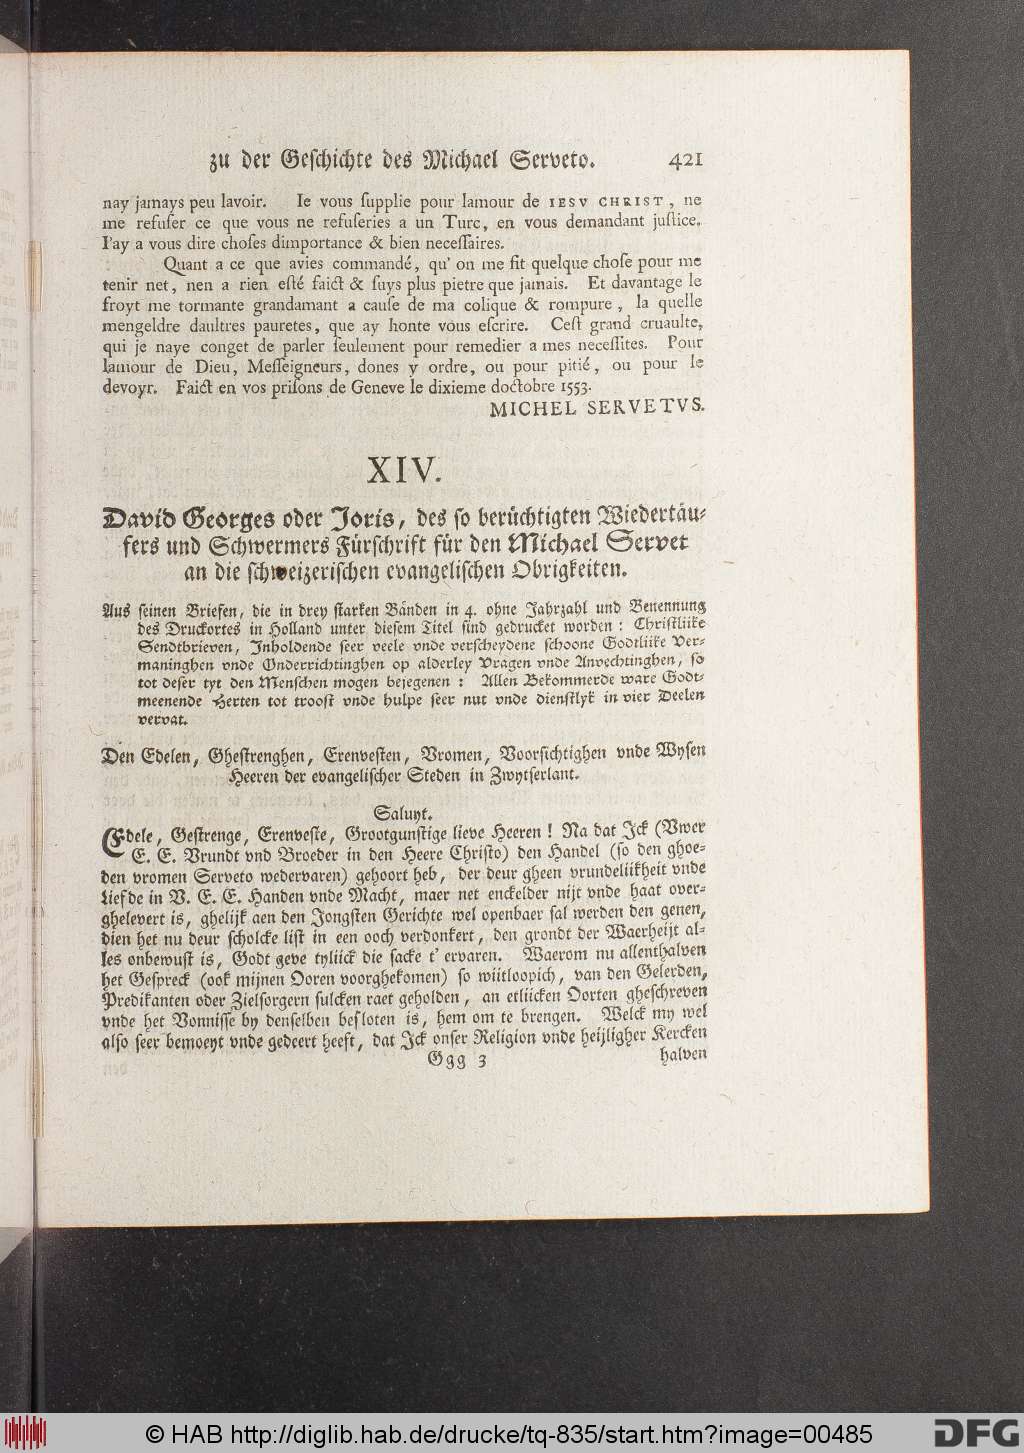 zu der Geschichte des Michael Serveto. 421
nay jamays peu lavoir. Ie vous supplie pour lamour de IESV CHRIST, ne
me refuser ce que vous ne refuseries a un Turc, en vous demandant justice.
I'ay a vous dire choses dimportance & bien necessaires.
Quant a ce que avies commandé, qu' on me fit quelque chose pour me
tenir net, nen a rien esté faict & suys plus pietre que jamais. Et davantage le
froyt me tormante grandamant a cause de ma colique & rompure, la quelle
mengeldre daultres pauretes, que ay honte vous escrire. Cest grand cruaulte,
qui je naye conget de parler seulement pour remedier a mes necessites. Pour
lamour de Dieu, Messeigneurs, dones y ordre, ou pour pitié, ou pour le
devoyr. Faict en vos prisons de Geneve le dixieme doctobre 1553.
MICHEL SERVETVS.
XIV.
David Georges oder Joris, des so berüchtigten Wiedertäu-
fers und Schwermers Fürschrift für den Michael Servet
an die schweizerischen evangelischen Obrigkeiten.
Aus seinen Briefen, die in drey starken Bänden in 4. ohne Jahrzahl und Benennung
des Druckortes in Holland unter diesem Titel sind gedrucket worden: Christliike
Sendtbrieven, Inholdende seer veele vnde verscheydene schoone Godtliike Ver-
maninghen vnde Onderrichtinghen op alderley Vragen vnde Anvechtinghen, so
tot deser tyt den Menschen mogen bejegenen: Allen Bekommerde ware Godt-
meenende Herten tot troost vnde hulpe seer nut vnde dienstlyk in vier Deelen
vervat.
Den Edelen, Ghestrenghen, Erenvesten, Vromen, Voorsichtighen vnde Wysen
Heeren der evangelischer Steden in Zwytserlant.
Saluyt.
Edele, Gestrenge, Erenveste, Grootgunstige lieve Heeren! Na dat Ick (Vwer
E. E. Vrundt vnd Broeder in den Heere Christo) den Handel (so den ghoe-
den vromen Serveto wedervaren) gehoort heb, der deur gheen vrundeliikheit vnde
Liefde in V. E. E. Handen vnde Macht, maer net enckelder nijt vnde haat over-
ghelevert is, ghelijk aen den Jongsten Gerichte wel openbaer sal werden den genen,
dien het nu deur scholcke list in een ooch verdonkert, den grondt der Waerheijt al-
les onbewust is, Godt geve tyliick die sacke t' ervaren. Waerom nu allenthalven
het Gespreck (ook mijnen Ooren voorghekomen) so wiitloopich, van den Gelerden,
Predikanten oder Zielsorgern sulcken raet geholden, an etliicken Oorten gheschreven
vnde het Vonnisse by denselben besloten is, hem om te brengen. Welck my wel
also seer bemoeyt vnde gedeert heeft, dat Ick onser Religion vnde heijligher Kercken
Ggg 3 halven
© HAB http://diglib.hab.de/drucke/tq-835/start.htm?image=00485
DFG